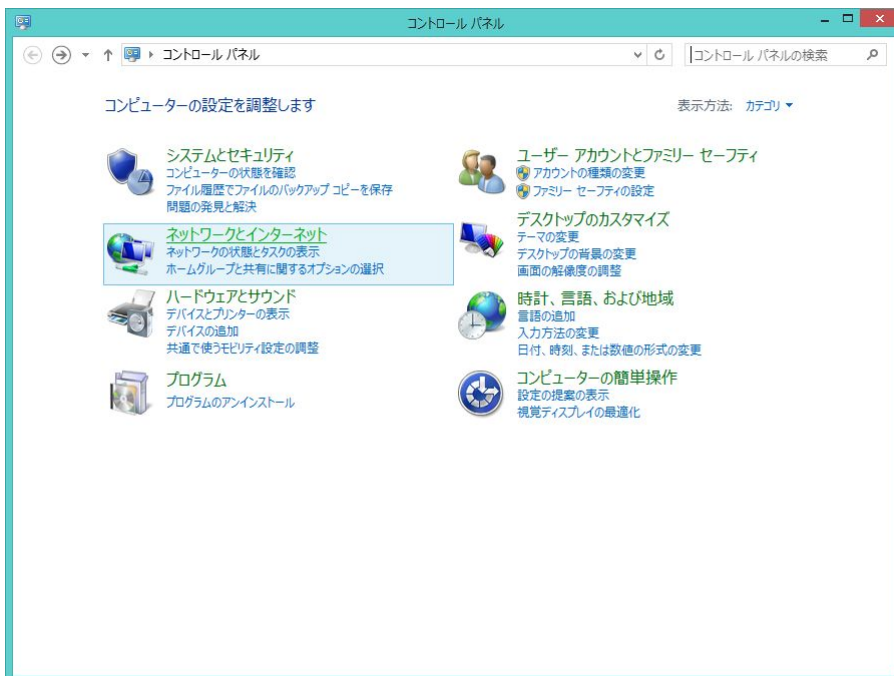 コントロール パネル
コントロール パネル
コントロール パネルの検索
コンピューターの設定を調整します
表示方法: カテゴリ
システムとセキュリティ
コンピューターの状態を確認
ファイル履歴でファイルのバックアップ コピーを保存
問題の発見と解決
ネットワークとインターネット
ネットワークの状態とタスクの表示
ホームグループと共有に関するオプションの選択
ハードウェアとサウンド
デバイスとプリンターの表示
デバイスの追加
共通で使うモビリティ設定の調整
プログラム
プログラムのアンインストール
ユーザー アカウントとファミリー セーフティ
アカウントの種類の変更
ファミリー セーフティの設定
デスクトップのカスタマイズ
テーマの変更
デスクトップの背景の変更
画面の解像度の調整
時計、言語、および地域
言語の追加
入力方法の変更
日付、時刻、または数値の形式の変更
コンピューターの簡単操作
設定の提案の表示
視覚ディスプレイの最適化